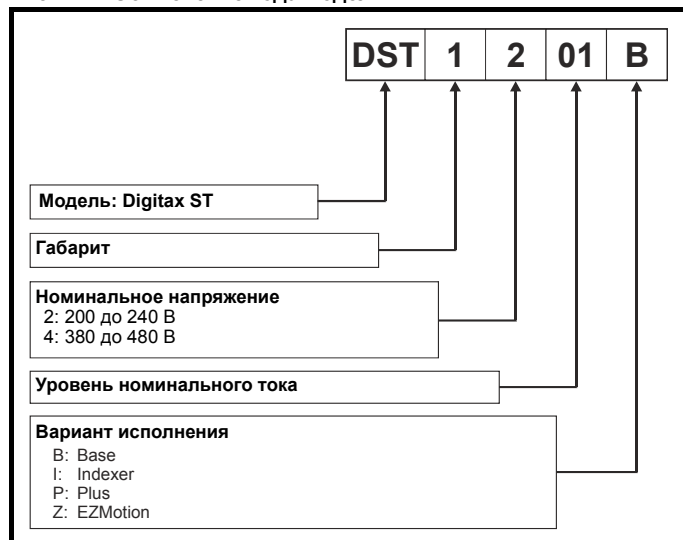 DST 1 2 01 B
Модель: Digitax ST
Габарит
Номинальное напряжение
2: 200 до 240 В
4: 380 до 480 В
Уровень номинального тока
Вариант исполнения
B: Base
I: Indexer
P: Plus
Z: EZMotion